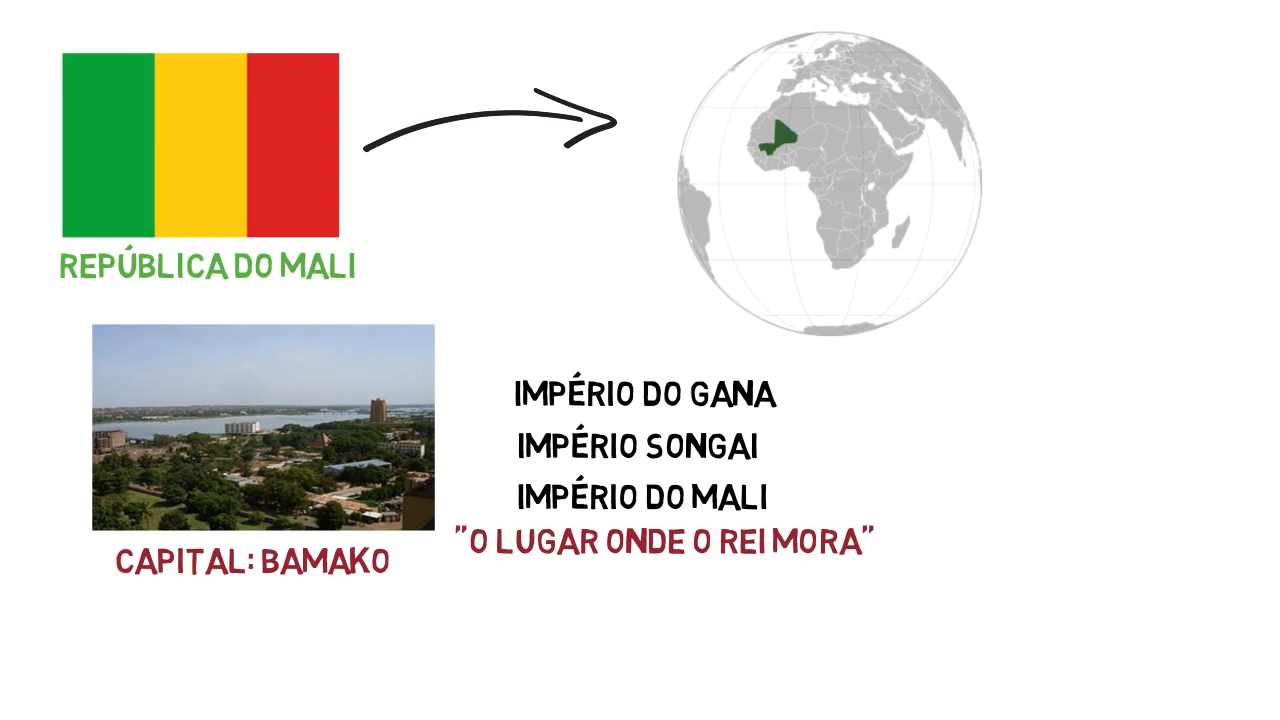 REPÚBLICA DO MALI
IMPÉRIO DO GANA
IMPÉRIO SONGAI
IMPÉRIO DO MALI
"O LUGAR ONDE O REI MORA"
CAPITAL: BAMAKO